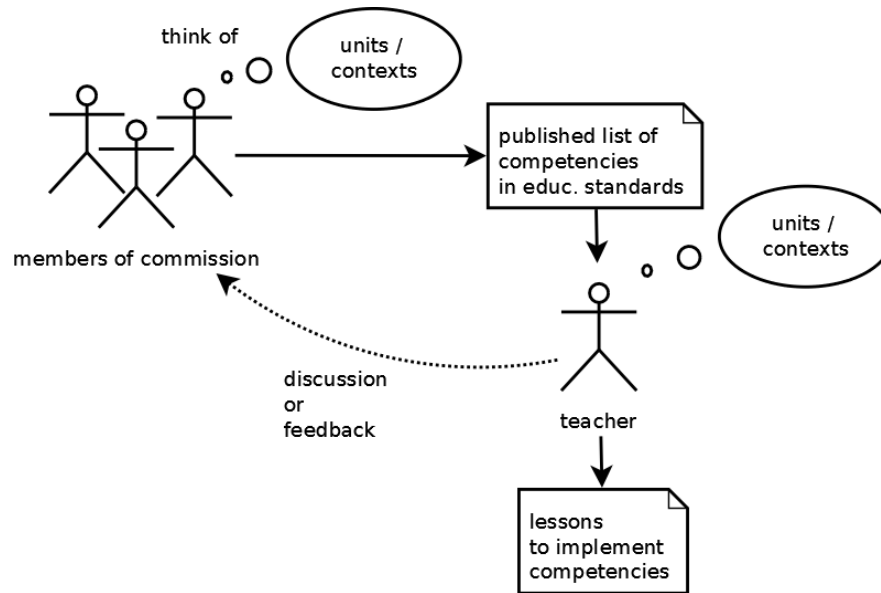 think of
units /
contexts
published list of
competencies
in educ. standards
members of commission
units /
contexts
discussion
or
feedback
teacher
lessons
to implement
competencies